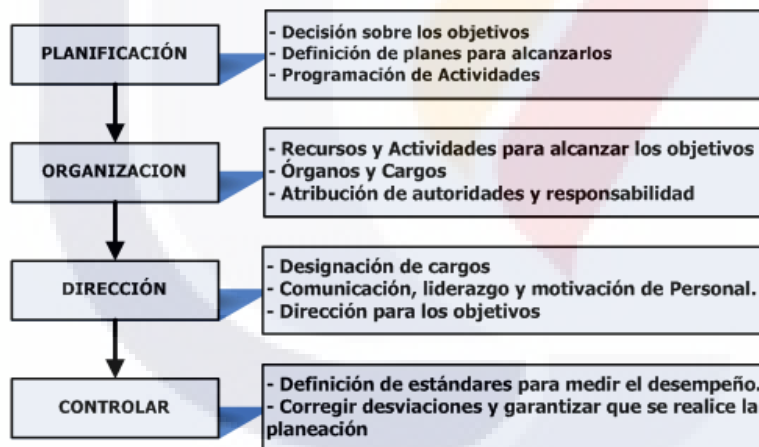 PLANIFICACIÓN
- Decisión sobre los objetivos
- Definición de planes para alcanzarlos
- Programación de Actividades
ORGANIZACION
- Recursos y Actividades para alcanzar los objetivos
- Órganos y Cargos
- Atribución de autoridades y responsabilidad
DIRECCIÓN
- Designación de cargos
- Comunicación, liderazgo y motivación de Personal.
- Dirección para los objetivos
CONTROLAR
- Definición de estándares para medir el desempeño.
- Corregir desviaciones y garantizar que se realice la
planeación